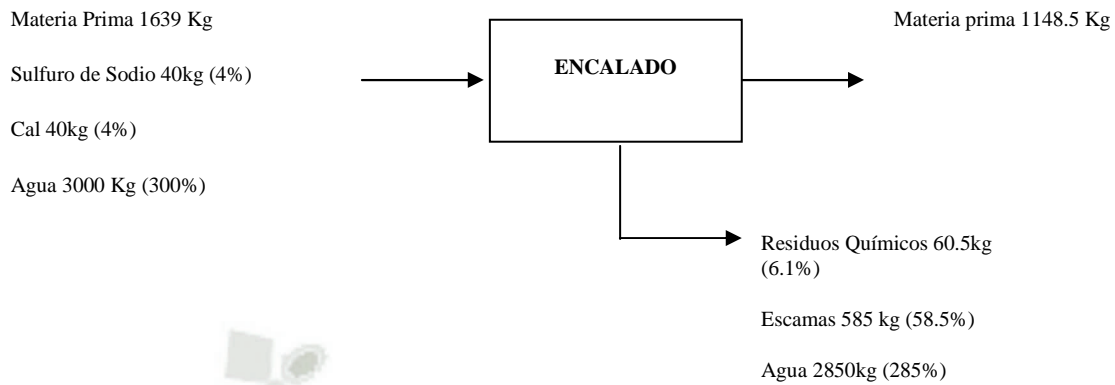 Materia Prima 1639 Kg
Sulfuro de Sodio 40kg (4%)
Cal 40kg (4%)
Agua 3000 Kg (300%)
ENCALADO
Materia prima 1148.5 Kg
Residuos Químicos 60.5kg
(6.1%)
Escamas 585 kg (58.5%)
Agua 2850kg (285%)